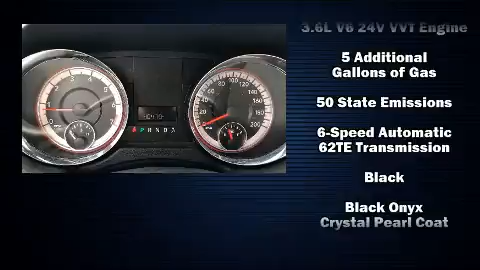 3.6L V6 24V VVT Engine
5 Additional
Gallons of Gas
50 State Emissions
6-Speed Automatic
62TE Transmission
Black
Black Onyx
Crystal Pearl Coat
P R N D